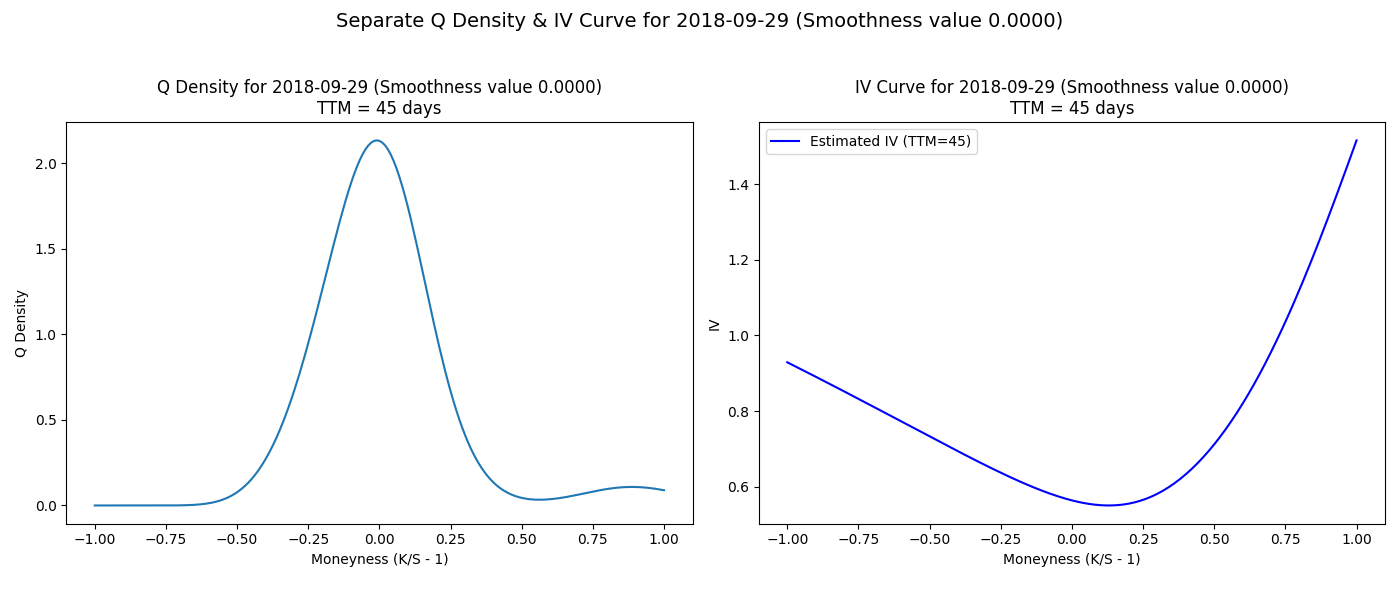 Separate Q Density & IV Curve for 2018-09-29 (Smoothness value 0.0000)
Q Density for 2018-09-29 (Smoothness value 0.0000)
TTM = 45 days
2.0
1.5
1.0
0.5
0.0
Q Density
−1.00 −0.75 −0.50 −0.25 0.00 0.25 0.50 0.75 1.00
Moneyness (K/S - 1)
IV Curve for 2018-09-29 (Smoothness value 0.0000)
TTM = 45 days
Estimated IV (TTM=45)
1.4
1.2
1.0
0.8
0.6
IV
−1.00 −0.75 −0.50 −0.25 0.00 0.25 0.50 0.75 1.00
Moneyness (K/S - 1)